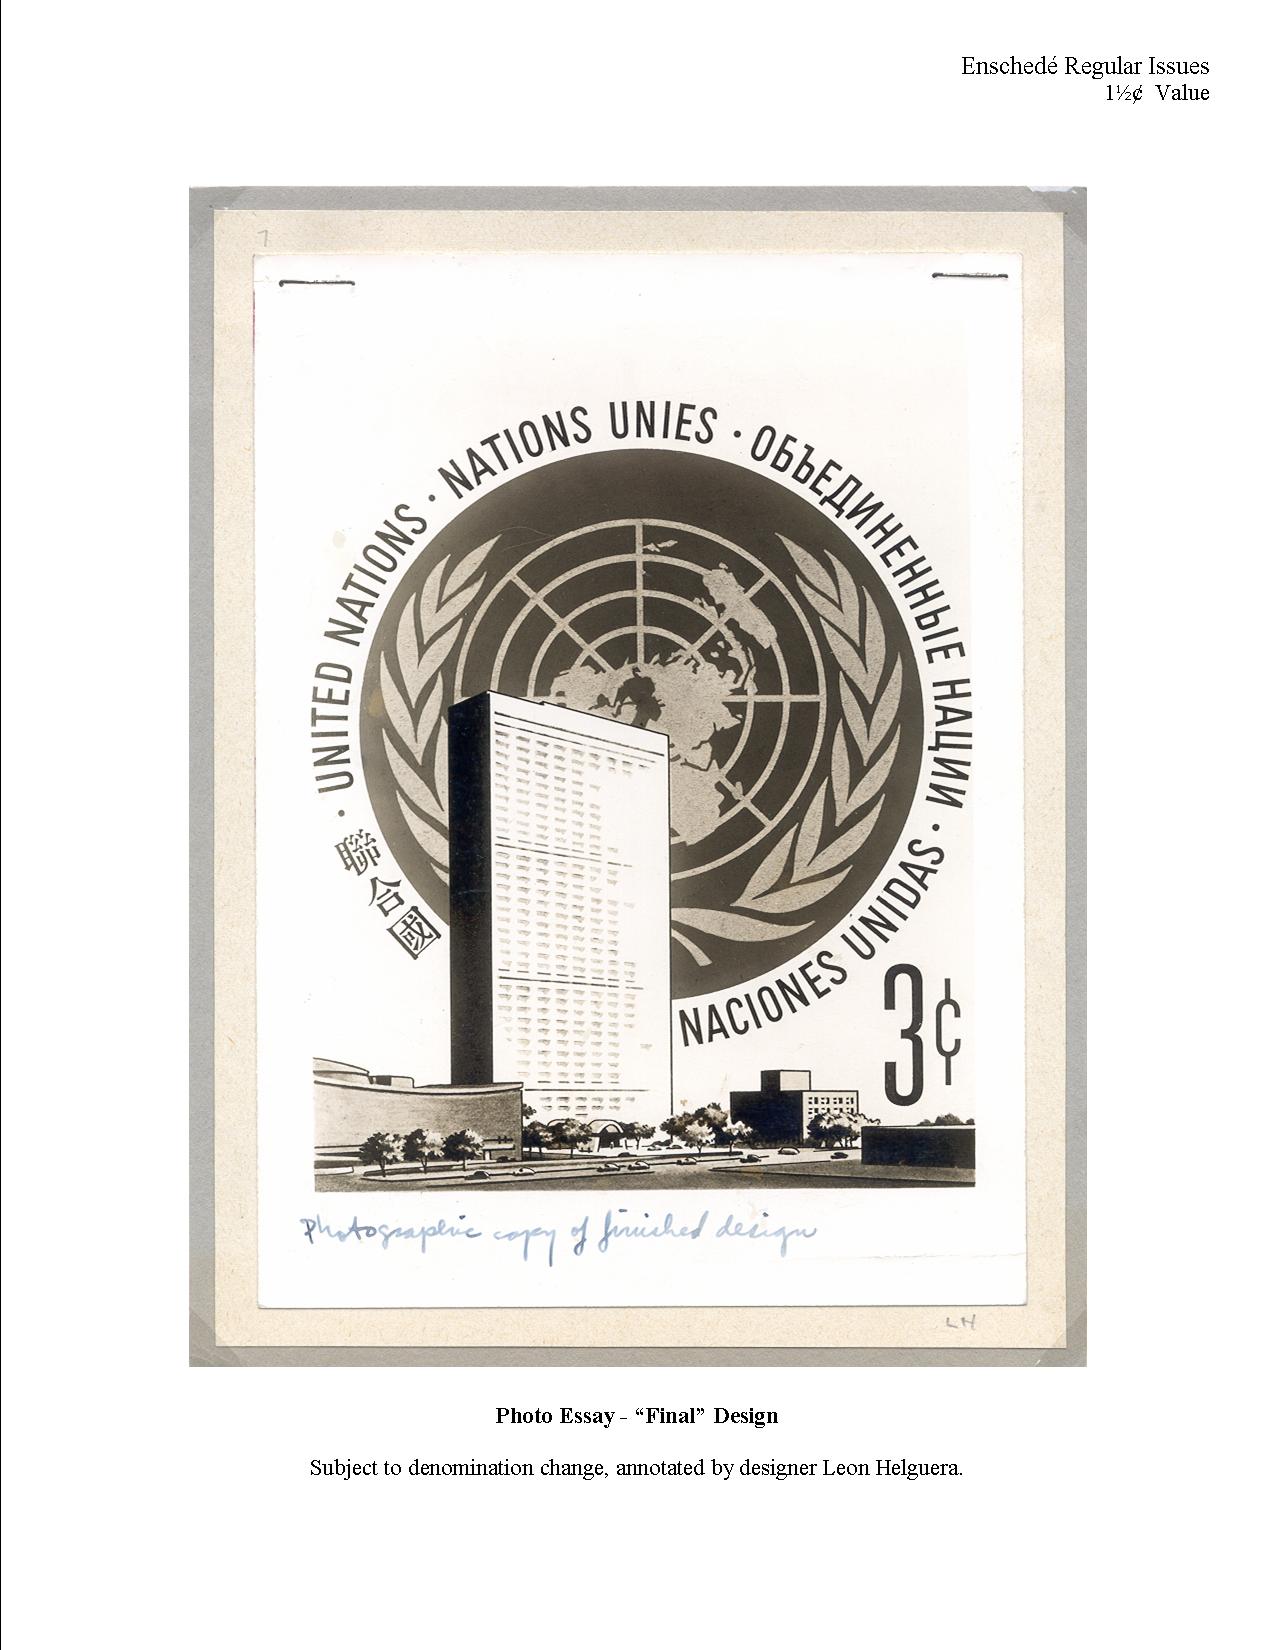 Enschedé Regular Issues
1½¢ Value
7
聯合國 · UNITED NATIONS · NATIONS UNIES · ОБЪЕДИНЕННЫЕ НАЦИИ · NACIONES UNIDAS
3¢
Photographic copy of finished design
LH
Photo Essay - “Final” Design
Subject to denomination change, annotated by designer Leon Helguera.